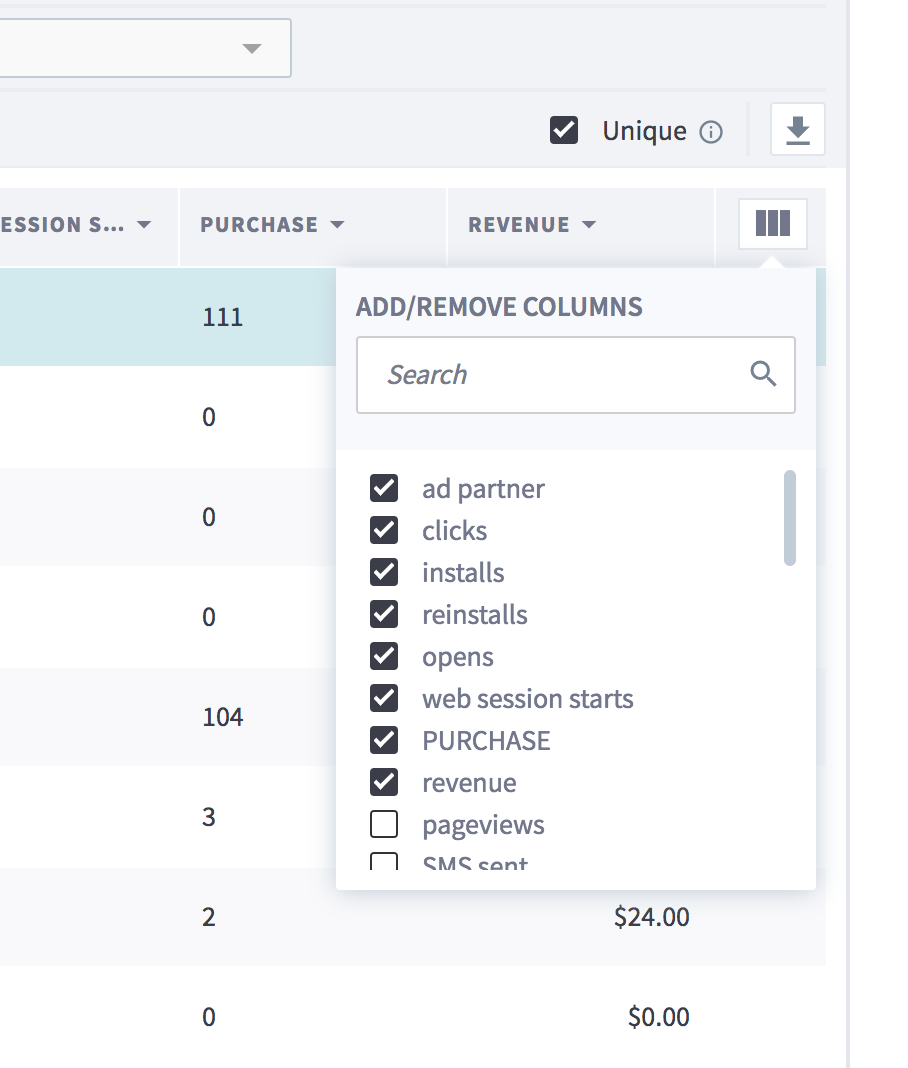 Unique
ESSION S... PURCHASE REVENUE
111
ADD/REMOVE COLUMNS
Search
0
0
0
104
3
2
0
ad partner
clicks
installs
reinstalls
opens
web session starts
PURCHASE
revenue
pageviews
SMS sent
$24.00
$0.00